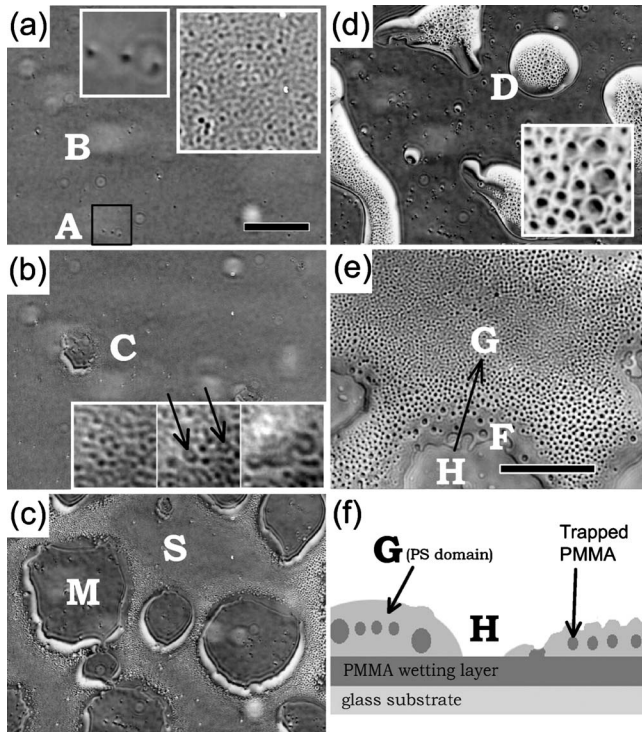 (a)
B
A
(b)
C
(c)
S
M
(d)
D
(e)
G
F
H
(f)
G (PS domain)
Trapped
PMMA
H
PMMA wetting layer
glass substrate